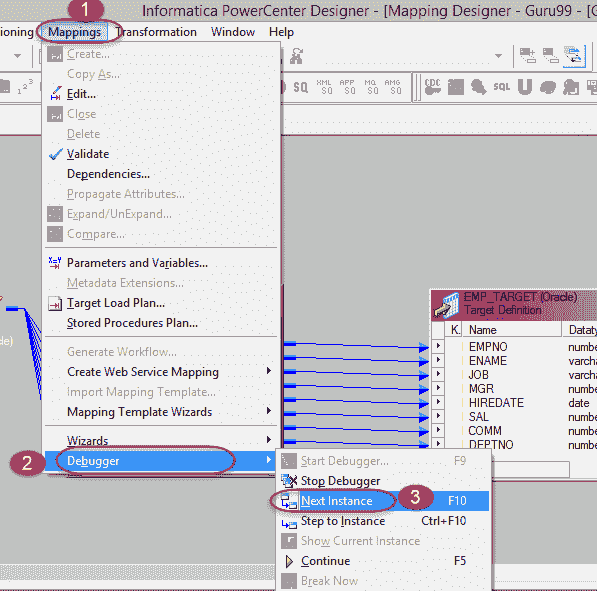 1
Informatica PowerCenter Designer - [Mapping Designer - Guru99 - [G
ioning Mappings Transformation Window Help
Create...
Copy As...
Edit...
Close
Delete
Validate
Dependencies...
Propagate Attributes...
Expand/UnExpand...
Compare...
Parameters and Variables...
Metadata Extensions...
Target Load Plan...
Stored Procedures Plan...
Generate Workflow...
Create Web Service Mapping
Import Mapping Template...
Mapping Template Wizards
Wizards
2 Debugger
Start Debugger... F9
Stop Debugger
Next Instance 3 F10
Step to Instance Ctrl+F10
Show Current Instance
Continue F5
Break Now
SQ XML SQ APP SQ MQ SQ AMG SQ CDC SQL U
de)
EMP_TARGET (Oracle)
Target Definition
K. Name Dataty
EMPNO numbe
ENAME varcha
JOB varcha
MGR numbe
HIREDATE date
SAL numbe
COMM numbe
DEPTNO numbe